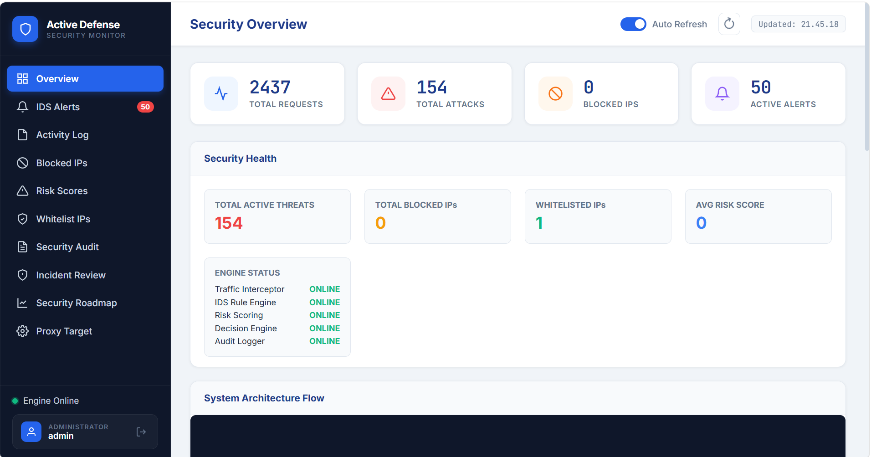 Active Defense
SECURITY MONITOR
Overview
IDS Alerts 50
Activity Log
Blocked IPs
Risk Scores
Whitelist IPs
Security Audit
Incident Review
Security Roadmap
Proxy Target
Engine Online
ADMINISTRATOR
admin
Security Overview
Auto Refresh
Updated: 21.45.10
2437
TOTAL REQUESTS
154
TOTAL ATTACKS
0
BLOCKED IPS
50
ACTIVE ALERTS
Security Health
TOTAL ACTIVE THREATS
154
TOTAL BLOCKED IPs
0
WHITELISTED IPs
1
AVG RISK SCORE
0
ENGINE STATUS
Traffic Interceptor ONLINE
IDS Rule Engine ONLINE
Risk Scoring ONLINE
Decision Engine ONLINE
Audit Logger ONLINE
System Architecture Flow